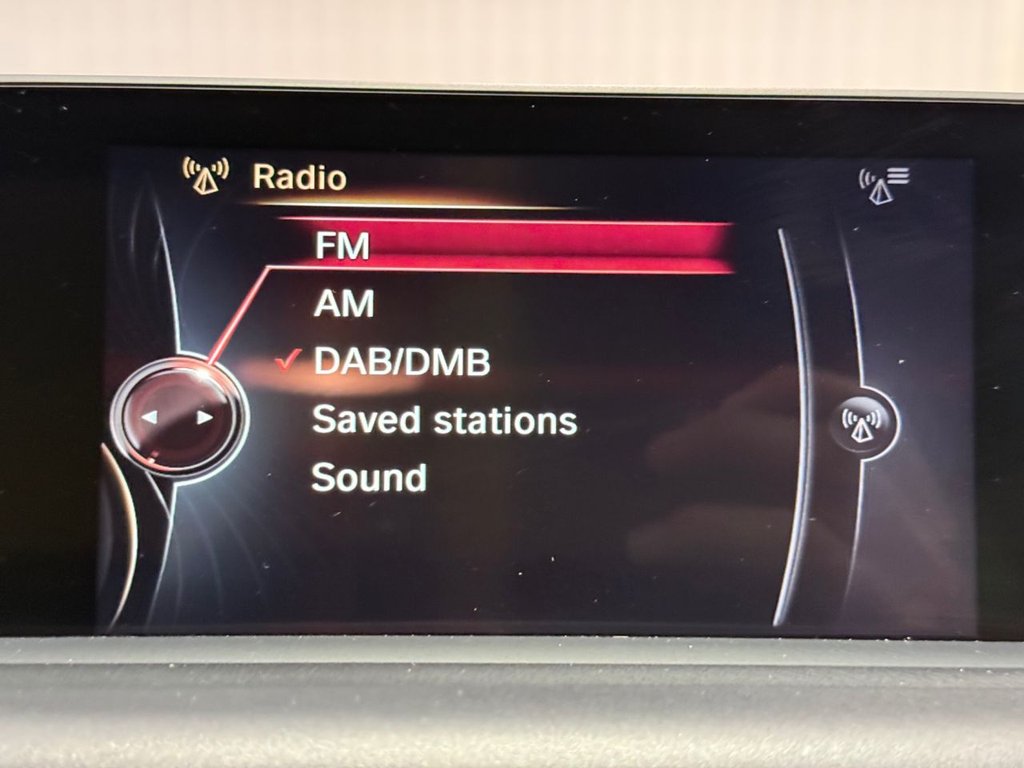 Radio
FM
AM
DAB/DMB
Saved stations
Sound